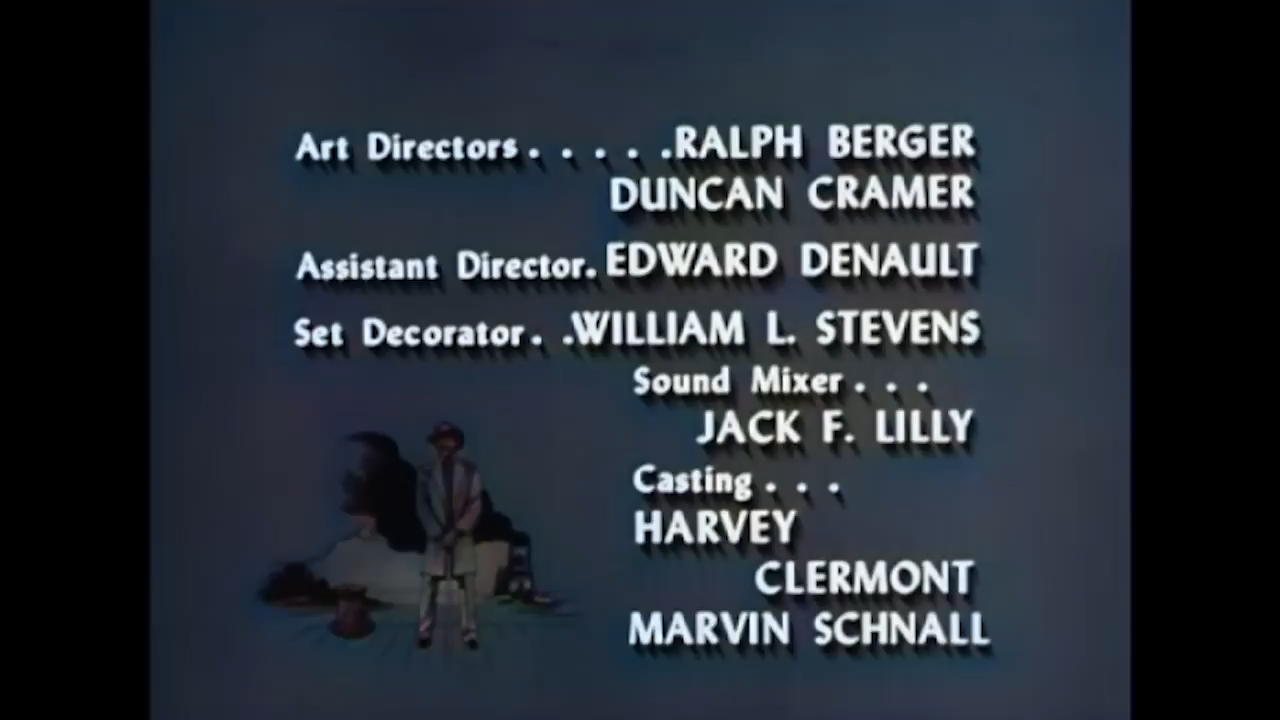 Art Directors . . . . .RALPH BERGER
DUNCAN CRAMER
Assistant Director. EDWARD DENAULT
Set Decorator. .WILLIAM L. STEVENS
Sound Mixer . . .
JACK F. LILLY
Casting . . .
HARVEY
CLERMONT
MARVIN SCHNALL